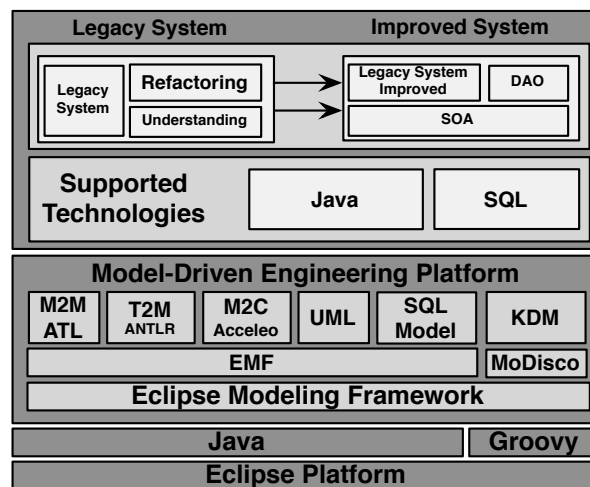 Legacy System
Improved System
Legacy
System
Refactoring
Understanding
Legacy System
Improved
DAO
SOA
Supported
Technologies
Java
SQL
Model-Driven Engineering Platform
M2M
ATL
T2M
ANTLR
M2C
Acceleo
UML
SQL
Model
KDM
EMF
MoDisco
Eclipse Modeling Framework
Java
Groovy
Eclipse Platform